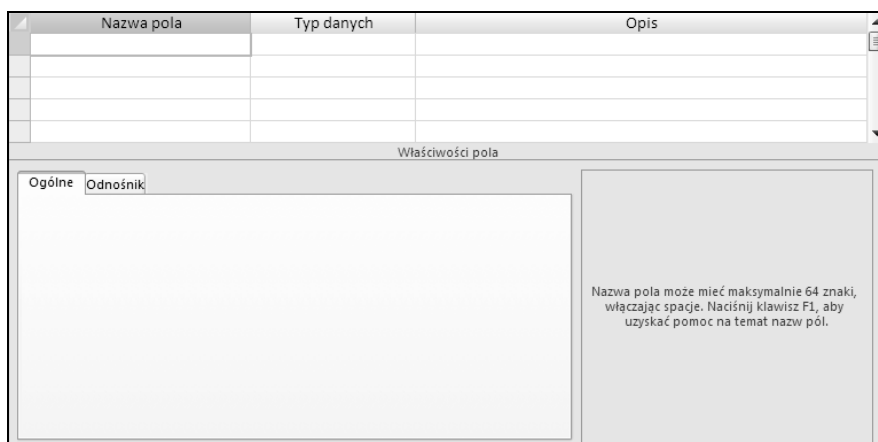 Nazwa pola Typ danych Opis
Właściwości pola
Ogólne Odnośnik
Nazwa pola może mieć maksymalnie 64 znaki,
włączając spacje. Naciśnij klawisz F1, aby
uzyskać pomoc na temat nazw pól.